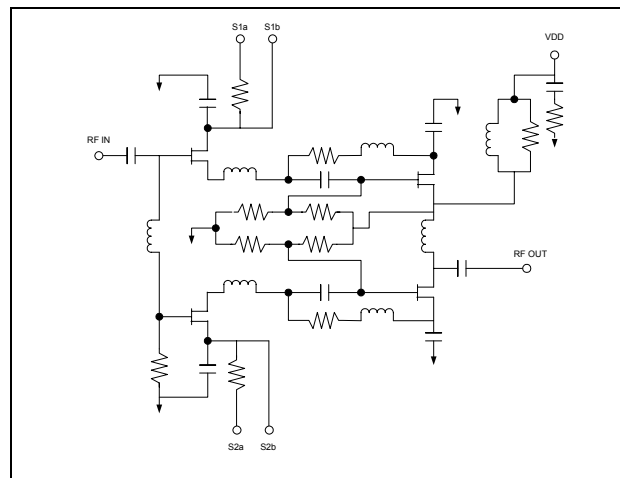 S1a
S1b
VDD
RF IN
RF OUT
S2a
S2b